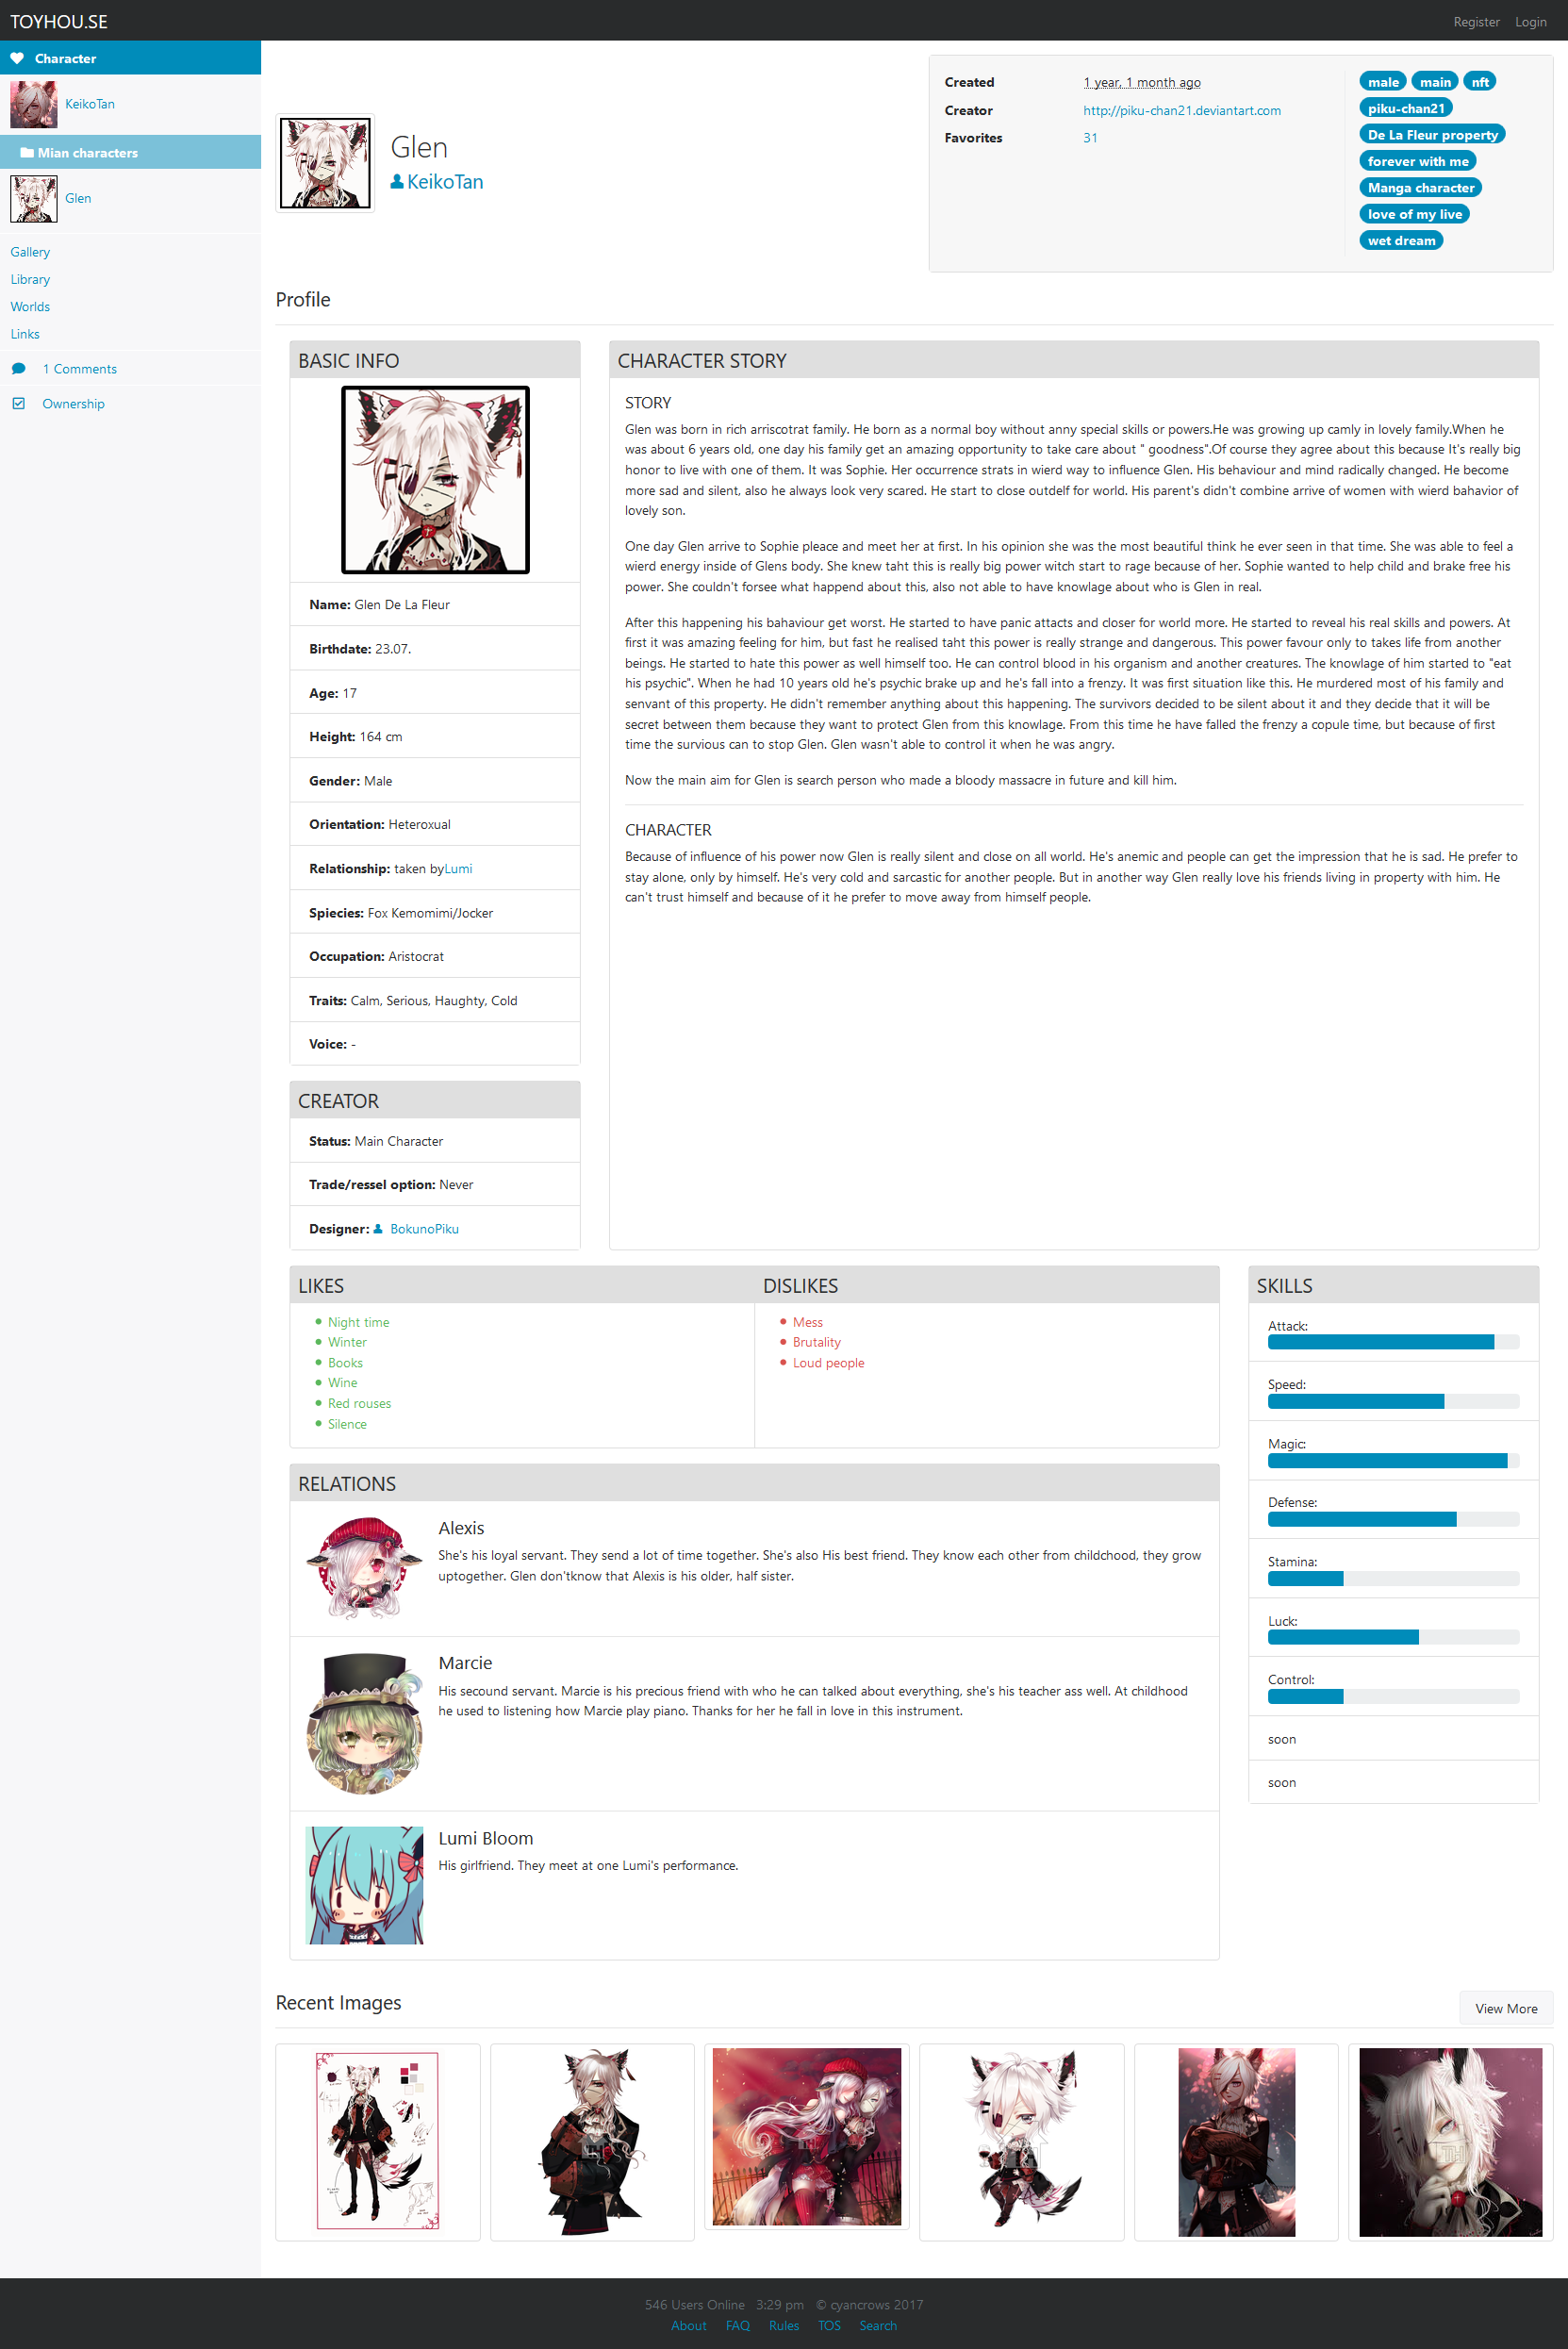 TOYHOU.SE
Register Login
Character
KeikoTan
Mian characters
Glen
Gallery
Library
Worlds
Links
1 Comments
Ownership
Glen
KeikoTan
Created 1 year, 1 month ago
Creator http://piku-chan21.deviantart.com
Favorites 31
male main nft
piku-chan21
De La Fleur property
forever with me
Manga character
love of my live
wet dream
Profile
BASIC INFO
Name: Glen De La Fleur
Birthdate: 23.07.
Age: 17
Height: 164 cm
Gender: Male
Orientation: Heteroxual
Relationship: taken byLumi
Spiecies: Fox Kemomimi/Jocker
Occupation: Aristocrat
Traits: Calm, Serious, Haughty, Cold
Voice: -
CREATOR
Status: Main Character
Trade/ressel option: Never
Designer: BokunoPiku
CHARACTER STORY
STORY
Glen was born in rich arriscotrat family. He born as a normal boy without anny special skills or powers.He was growing up camly in lovely family.When he
was about 6 years old, one day his family get an amazing opportunity to take care about " goodness".Of course they agree about this because It's really big
honor to live with one of them. It was Sophie. Her occurrence strats in wierd way to influence Glen. His behaviour and mind radically changed. He become
more sad and silent, also he always look very scared. He start to close outdelf for world. His parent's didn't combine arrive of women with wierd bahavior of
lovely son.
One day Glen arrive to Sophie pleace and meet her at first. In his opinion she was the most beautiful think he ever seen in that time. She was able to feel a
wierd energy inside of Glens body. She knew taht this is really big power witch start to rage because of her. Sophie wanted to help child and brake free his
power. She couldn't forsee what happend about this, also not able to have knowlage about who is Glen in real.
After this happening his bahaviour get worst. He started to have panic attacts and closer for world more. He started to reveal his real skills and powers. At
first it was amazing feeling for him, but fast he realised taht this power is really strange and dangerous. This power favour only to takes life from another
beings. He started to hate this power as well himself too. He can control blood in his organism and another creatures. The knowlage of him started to "eat
his psychic". When he had 10 years old he's psychic brake up and he's fall into a frenzy. It was first situation like this. He murdered most of his family and
senvant of this property. He didn't remember anything about this happening. The survivors decided to be silent about it and they decide that it will be
secret between them because they want to protect Glen from this knowlage. From this time he have falled the frenzy a copule time, but because of first
time the survious can to stop Glen. Glen wasn't able to control it when he was angry.
Now the main aim for Glen is search person who made a bloody massacre in future and kill him.
CHARACTER
Because of influence of his power now Glen is really silent and close on all world. He's anemic and people can get the impression that he is sad. He prefer to
stay alone, only by himself. He's very cold and sarcastic for another people. But in another way Glen really love his friends living in property with him. He
can't trust himself and because of it he prefer to move away from himself people.
LIKES
Night time
Winter
Books
Wine
Red rouses
Silence
DISLIKES
Mess
Brutality
Loud people
SKILLS
Attack:
Speed:
Magic:
Defense:
Stamina:
Luck:
Control:
soon
soon
RELATIONS
Alexis
She's his loyal servant. They send a lot of time together. She's also His best friend. They know each other from childchood, they grow
uptogether. Glen don'tknow that Alexis is his older, half sister.
Marcie
His secound servant. Marcie is his precious friend with who he can talked about everything, she's his teacher ass well. At childhood
he used to listening how Marcie play piano. Thanks for her he fall in love in this instrument.
Lumi Bloom
His girlfriend. They meet at one Lumi's performance.
Recent Images
View More
546 Users Online 3:29 pm © cyancrows 2017
About FAQ Rules TOS Search